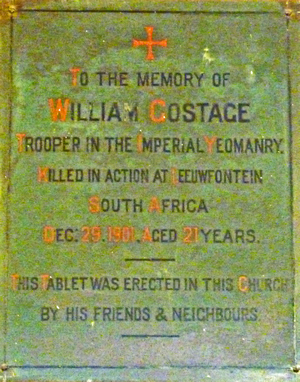 TO THE MEMORY OF
WILLIAM COSTAGE
TROOPER IN THE IMPERIAL YEOMANRY.
KILLED IN ACTION AT LEEUWFONTEIN
SOUTH AFRICA
DEC. 29. 1901. AGED 21 YEARS.
THIS TABLET WAS ERECTED IN THIS CHURCH
BY HIS FRIENDS & NEIGHBOURS.